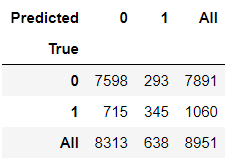 Predicted 0 1 All
True
0 7598 293 7891
1 715 345 1060
All 8313 638 8951